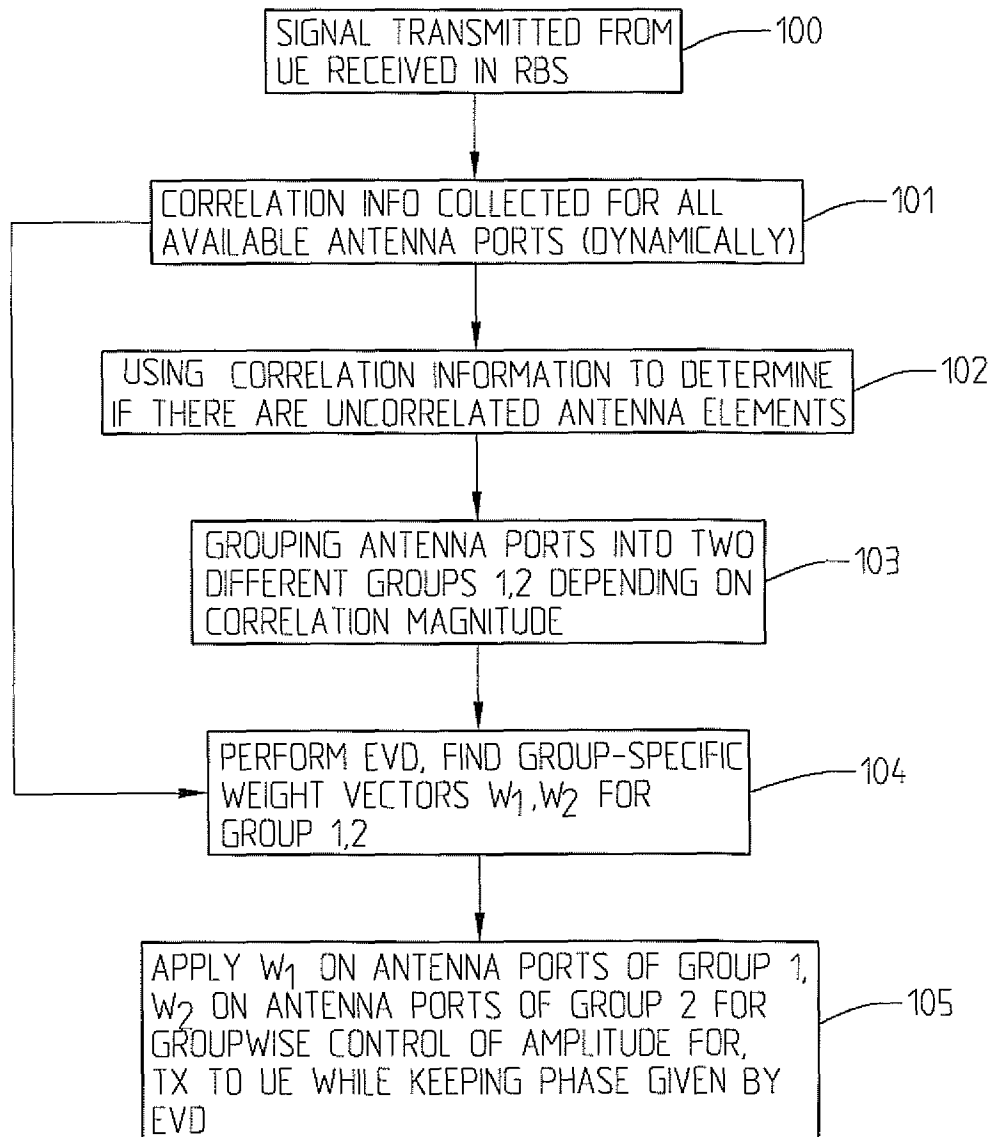 SIGNAL TRANSMITTED FROM
UE RECEIVED IN RBS
100
CORRELATION INFO COLLECTED FOR ALL
AVAILABLE ANTENNA PORTS (DYNAMICALLY)
101
USING CORRELATION INFORMATION TO DETERMINE
IF THERE ARE UNCORRELATED ANTENNA ELEMENTS
102
GROUPING ANTENNA PORTS INTO TWO
DIFFERENT GROUPS 1,2 DEPENDING ON
CORRELATION MAGNITUDE
103
PERFORM EVD, FIND GROUP-SPECIFIC
WEIGHT VECTORS W1,W2 FOR
GROUP 1,2
104
APPLY W1 ON ANTENNA PORTS OF GROUP 1,
W2 ON ANTENNA PORTS OF GROUP 2 FOR
GROUPWISE CONTROL OF AMPLITUDE FOR,
TX TO UE WHILE KEEPING PHASE GIVEN BY
EVD
105